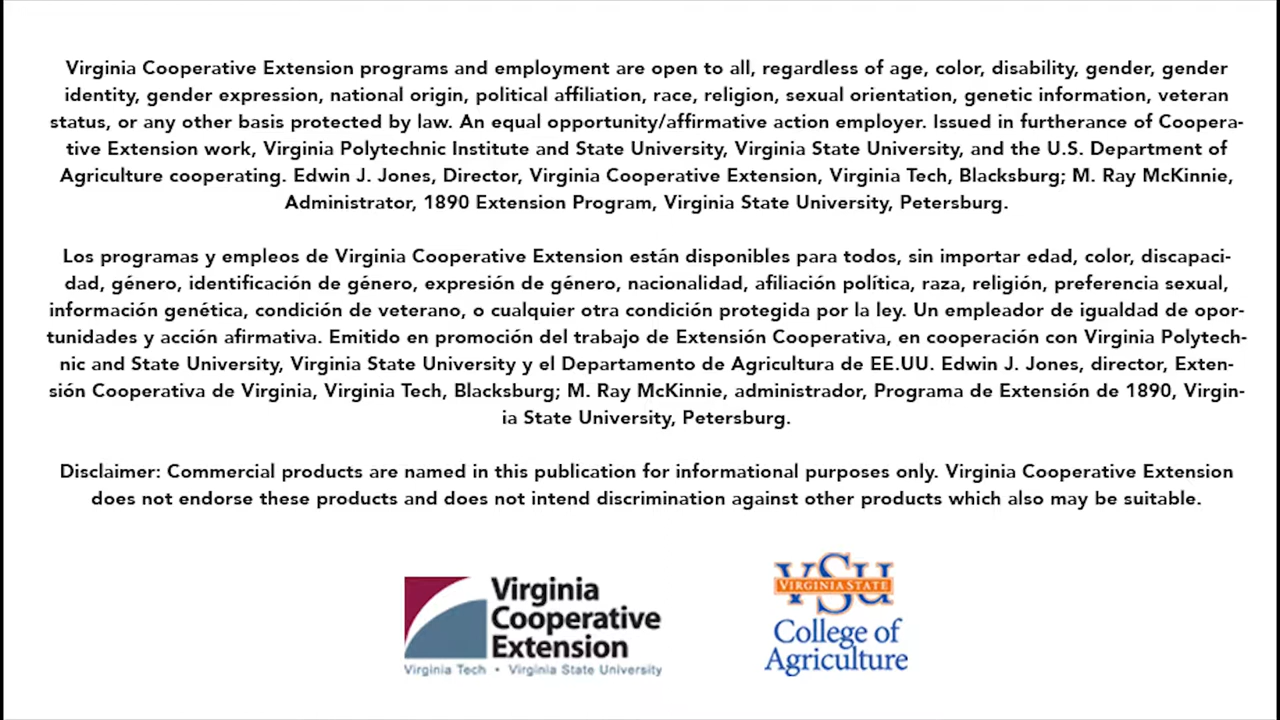 Virginia Cooperative Extension programs and employment are open to all, regardless of age, color, disability, gender, gender
identity, gender expression, national origin, political affiliation, race, religion, sexual orientation, genetic information, veteran
status, or any other basis protected by law. An equal opportunity/affirmative action employer. Issued in furtherance of Coopera-
tive Extension work, Virginia Polytechnic Institute and State University, Virginia State University, and the U.S. Department of
Agriculture cooperating. Edwin J. Jones, Director, Virginia Cooperative Extension, Virginia Tech, Blacksburg; M. Ray McKinnie,
Administrator, 1890 Extension Program, Virginia State University, Petersburg.
Los programas y empleos de Virginia Cooperative Extension están disponibles para todos, sin importar edad, color, discapaci-
dad, género, identificación de género, expresión de género, nacionalidad, afiliación política, raza, religión, preferencia sexual,
información genética, condición de veterano, o cualquier otra condición protegida por la ley. Un empleador de igualdad de opor-
tunidades y acción afirmativa. Emitido en promoción del trabajo de Extensión Cooperativa, en cooperación con Virginia Polytech-
nic and State University, Virginia State University y el Departamento de Agricultura de EE.UU. Edwin J. Jones, director, Exten-
sión Cooperativa de Virginia, Virginia Tech, Blacksburg; M. Ray McKinnie, administrador, Programa de Extensión de 1890, Virgin-
ia State University, Petersburg.
Disclaimer: Commercial products are named in this publication for informational purposes only. Virginia Cooperative Extension
does not endorse these products and does not intend discrimination against other products which also may be suitable.
Virginia
Cooperative
Extension
Virginia Tech • Virginia State University
VSU
VIRGINIA STATE
College of
Agriculture